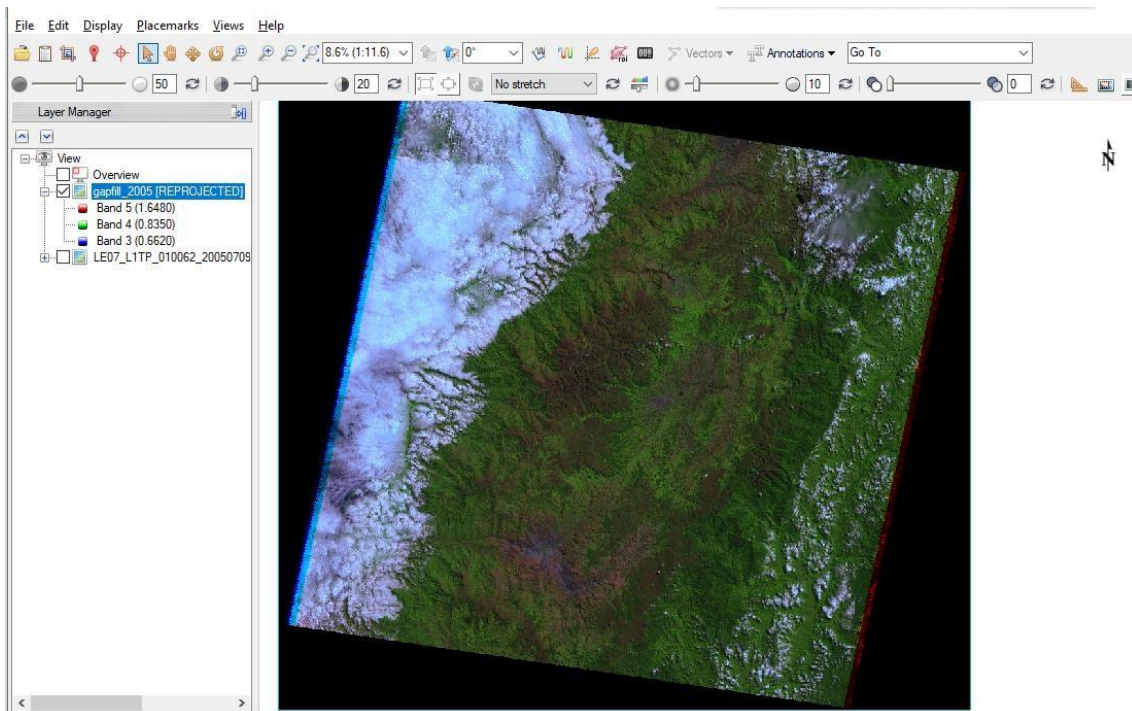 File Edit Display Placemarks Views Help
8.6% (1:11.6) 0° Vectors Annotations Go To
50 20 No stretch 10 0
Layer Manager
View
Overview
gapfill_2005 [REPROJECTED]
Band 5 (1.6480)
Band 4 (0.8350)
Band 3 (0.6620)
LE07_L1TP_010062_20050709
N